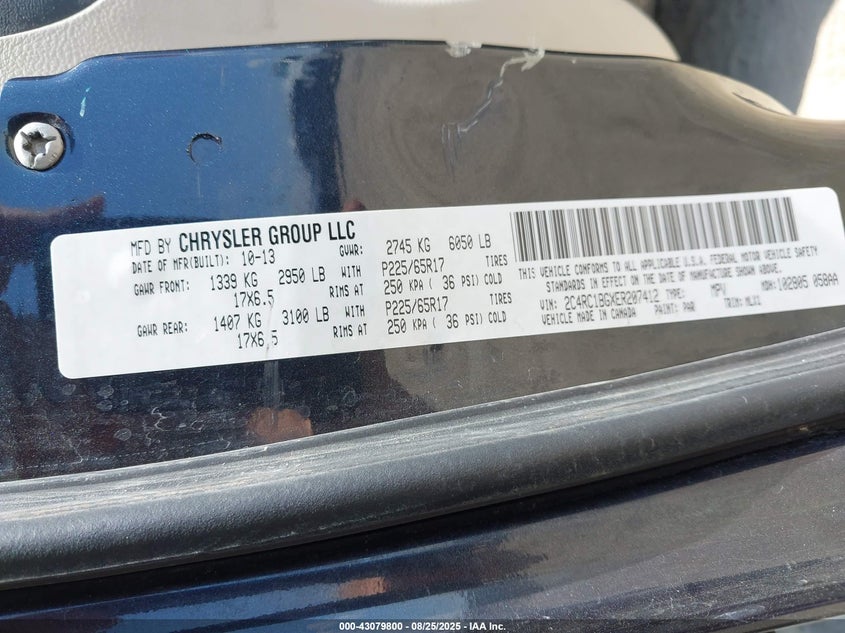 MFD BY CHRYSLER GROUP LLC
DATE OF MFR(BUILT): 10-13 GVWR: 2745 KG 6050 LB
GAWR FRONT: 1339 KG 2950 LB WITH P225/65R17 TIRES
17X6.5 RIMS AT 250 KPA ( 36 PSI) COLD
GAWR REAR: 1407 KG 3100 LB WITH P225/65R17 TIRES
17X6.5 RIMS AT 250 KPA ( 36 PSI) COLD
THIS VEHICLE CONFORMS TO ALL APPLICABLE U.S.A. FEDERAL MOTOR VEHICLE SAFETY
STANDARDS IN EFFECT ON THE DATE OF MANUFACTURE SHOWN ABOVE.
VIN: 2C4RC1BGXER207412 TYPE: MPV MDH: 102905 058AA
VEHICLE MADE IN CANADA PAINT: PAR TRIM: MLV1
000-43079800 - 08/25/2025 - IAA Inc.